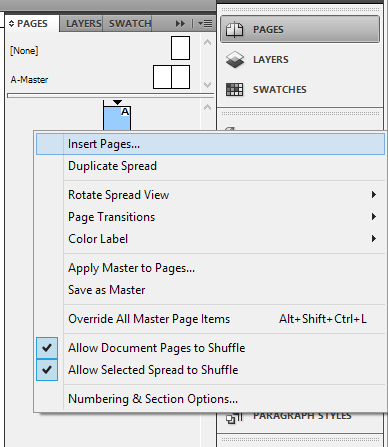 PAGES LAYERS SWATCH
[None]
A-Master
A
Insert Pages...
Duplicate Spread
Rotate Spread View
Page Transitions
Color Label
Apply Master to Pages...
Save as Master
Override All Master Page Items Alt+Shift+Ctrl+L
Allow Document Pages to Shuffle
Allow Selected Spread to Shuffle
Numbering & Section Options...
PAGES
LAYERS
SWATCHES
PARAGRAPH STYLES